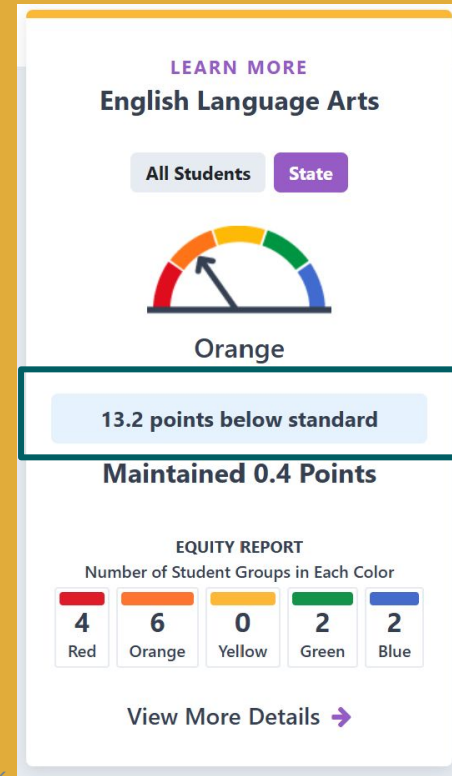 LEARN MORE
English Language Arts
All Students State
Orange
13.2 points below standard
Maintained 0.4 Points
EQUITY REPORT
Number of Student Groups in Each Color
4 6 0 2 2
Red Orange Yellow Green Blue
View More Details →